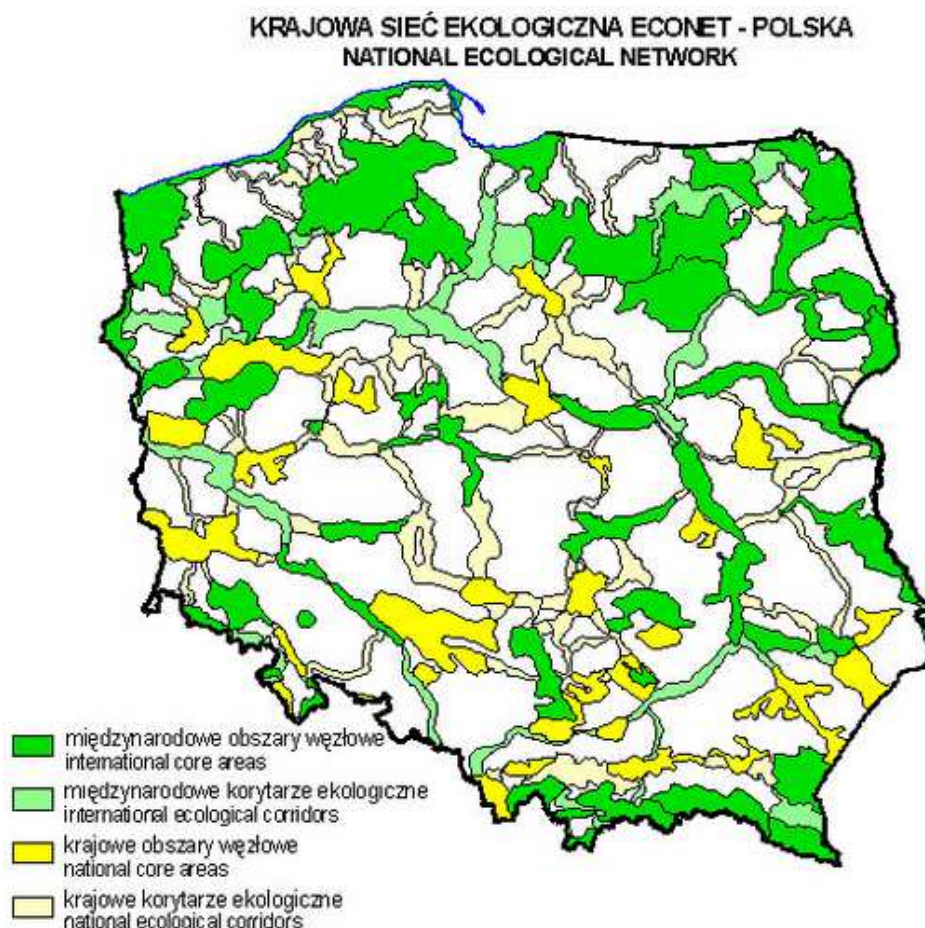 KRAJOWA SIEĆ EKOLOGICZNA ECONET - POLSKA
NATIONAL ECOLOGICAL NETWORK
międzynarodowe obszary węzłowe
international core areas
międzynarodowe korytarze ekologiczne
international ecological corridors
krajowe obszary węzłowe
national core areas
krajowe korytarze ekologiczne
national ecological corridors